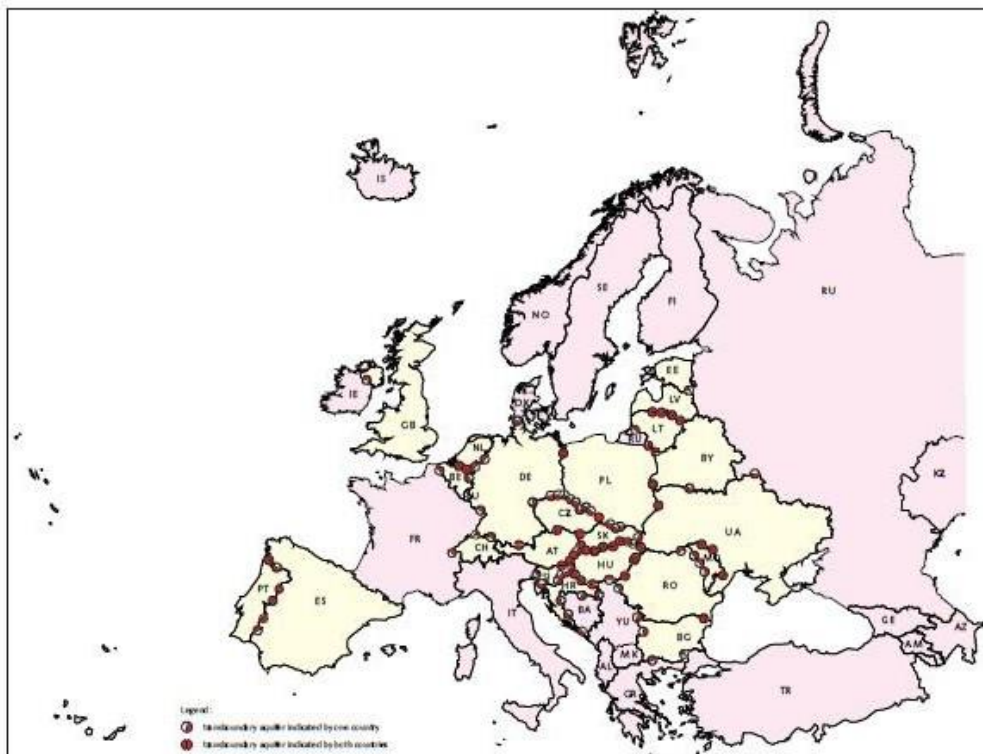 IS
RU
SE
FI
NO
EE
LV
DK
IE
LT
RU
GB
NL
BY
KZ
BE
DE
PL
CZ
UA
SK
FR
CH
AT
HU
RO
HR
PT
ES
BA
IT
YU
BG
GE
AZ
MK
AM
AL
TR
GR
Legend:
transboundary aquifer indicated by one country
transboundary aquifer indicated by both countries